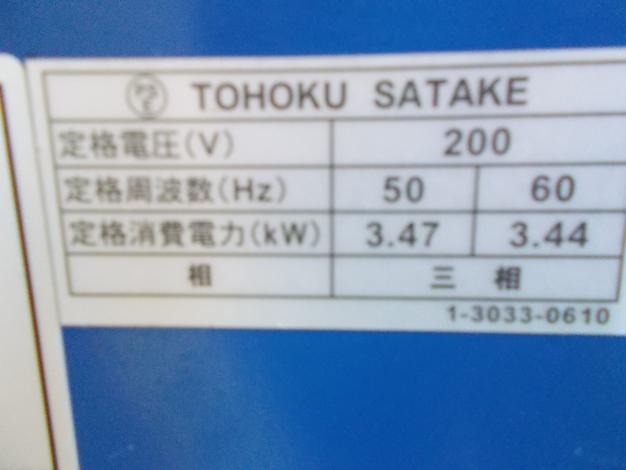 TOHOKU SATAKE
定格電圧(V) 200
定格周波数(Hz) 50 60
定格消費電力(kW) 3.47 3.44
相 三相
1-3033-0610